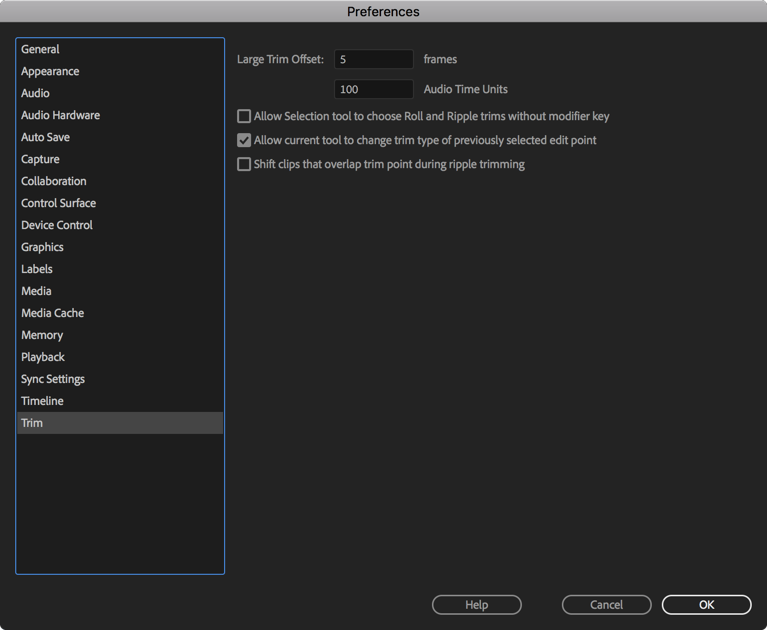 Preferences
General
Appearance
Audio
Audio Hardware
Auto Save
Capture
Collaboration
Control Surface
Device Control
Graphics
Labels
Media
Media Cache
Memory
Playback
Sync Settings
Timeline
Trim
Large Trim Offset: 5 frames
100 Audio Time Units
Allow Selection tool to choose Roll and Ripple trims without modifier key
Allow current tool to change trim type of previously selected edit point
Shift clips that overlap trim point during ripple trimming
Help Cancel OK